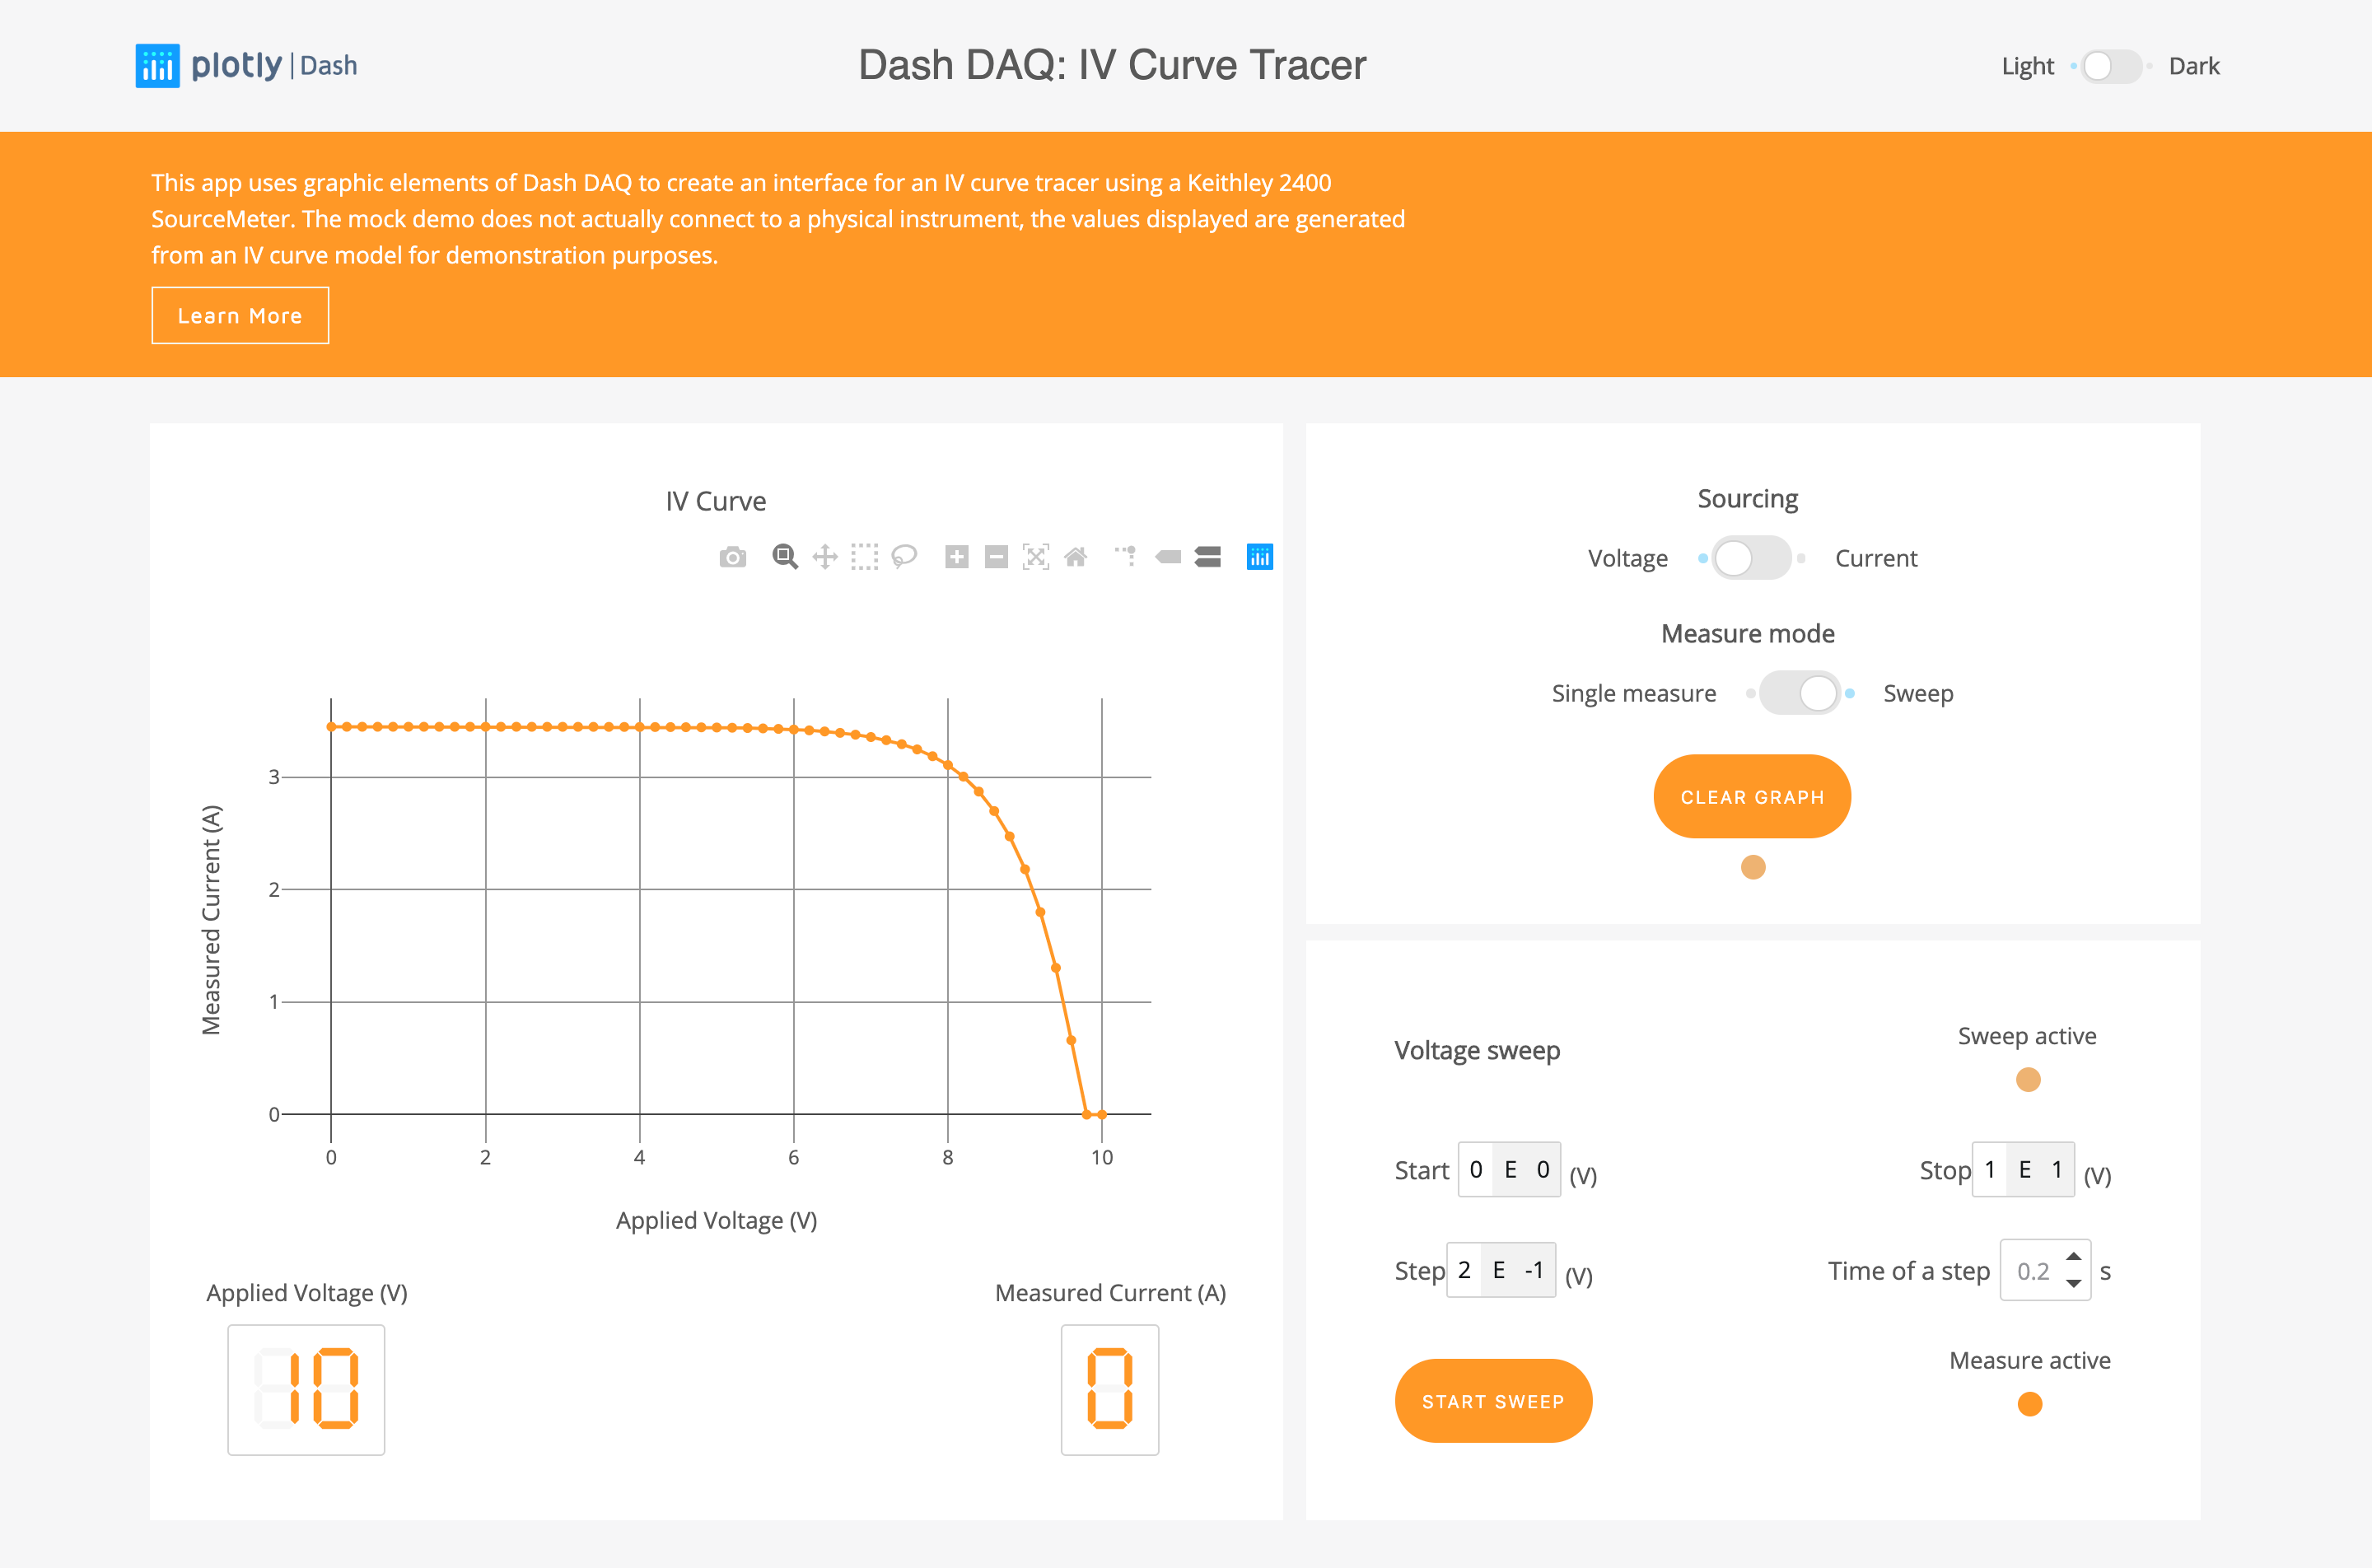 plotly | Dash
Dash DAQ: IV Curve Tracer
Light
Dark
This app uses graphic elements of Dash DAQ to create an interface for an IV curve tracer using a Keithley 2400
SourceMeter. The mock demo does not actually connect to a physical instrument, the values displayed are generated
from an IV curve model for demonstration purposes.
Learn More
IV Curve
Measured Current (A)
3
2
1
0
0 2 4 6 8 10
Applied Voltage (V)
Applied Voltage (V)
10
Measured Current (A)
0
Sourcing
Voltage
Current
Measure mode
Single measure
Sweep
CLEAR GRAPH
Voltage sweep
Sweep active
Start 0 E 0 (V)
Stop 1 E 1 (V)
Step 2 E -1 (V)
Time of a step 0.2 s
START SWEEP
Measure active